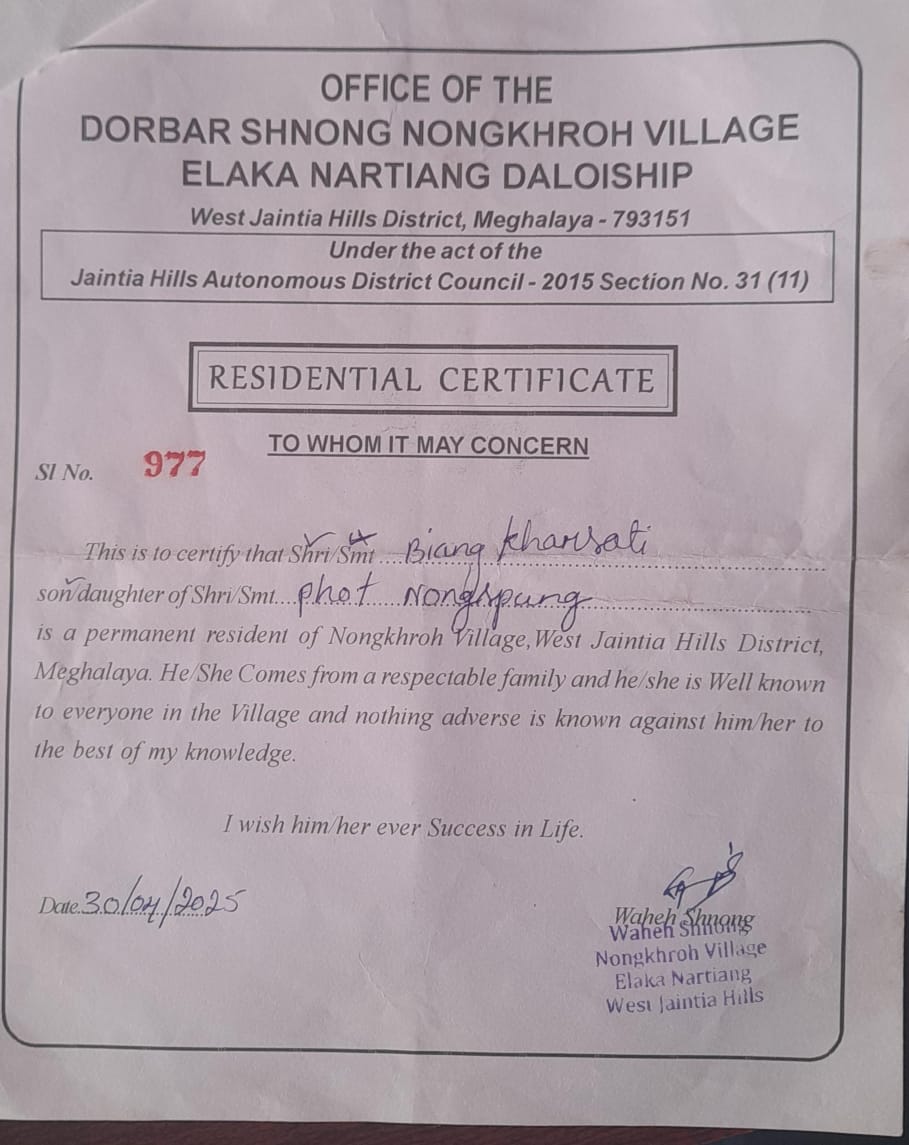 OFFICE OF THE
DORBAR SHNONG NONGKHROH VILLAGE
ELAKA NARTIANG DALOISHIP
West Jaintia Hills District, Meghalaya - 793151
Under the act of the
Jaintia Hills Autonomous District Council - 2015 Section No. 31 (11)
RESIDENTIAL CERTIFICATE
TO WHOM IT MAY CONCERN
Sl No. 977
This is to certify that Shri/Smt.... Biang Kharsati
son/daughter of Shri/Smt.... phot Nongspung
is a permanent resident of Nongkhroh Village, West Jaintia Hills District,
Meghalaya. He/She Comes from a respectable family and he/she is Well known
to everyone in the Village and nothing adverse is known against him/her to
the best of my knowledge.
I wish him/her ever Success in Life.
Date. 30/04/2025
Waheh Shnong
Waheh Shnong
Nongkhroh Village
Elaka Nartiang
West Jaintia Hills